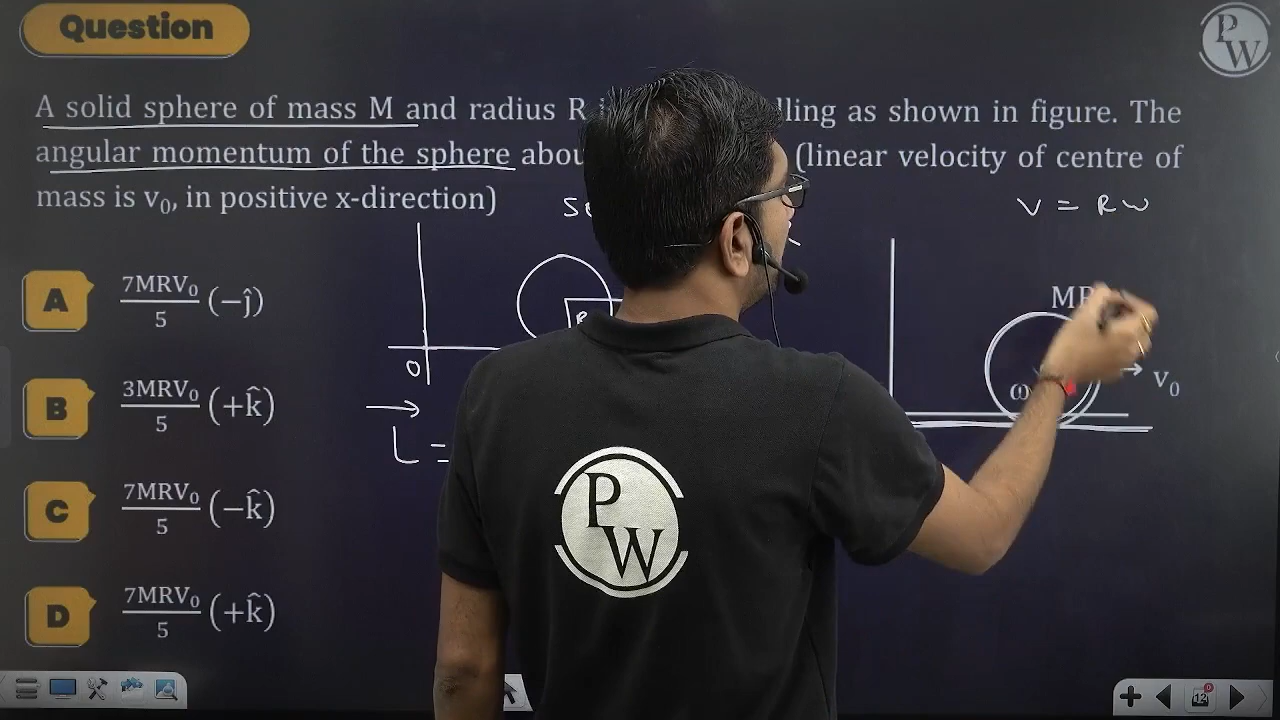 Question
PW
A solid sphere of mass M and radius R lling as shown in figure. The
angular momentum of the sphere (linear velocity of centre of
mass is v₀, in positive x-direction)
V = Rω
A 7MRV₀/5 (−ĵ)
B 3MRV₀/5 (+k̂)
C 7MRV₀/5 (−k̂)
D 7MRV₀/5 (+k̂)
0
L =
ω
v₀
PW
12